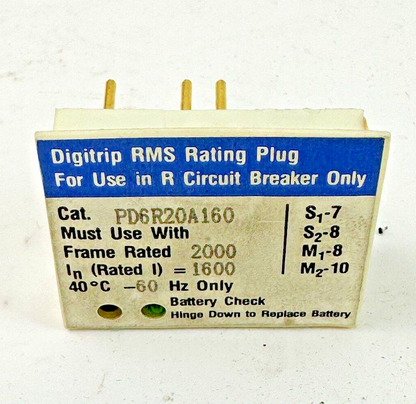 Digitrip RMS Rating Plug
For Use in R Circuit Breaker Only
Cat. PD6R20A160
Must Use With
Frame Rated 2000
In (Rated I) = 1600
40°C -60 Hz Only
S1-7
S2-8
M1-8
M2-10
Battery Check
Hinge Down to Replace Battery